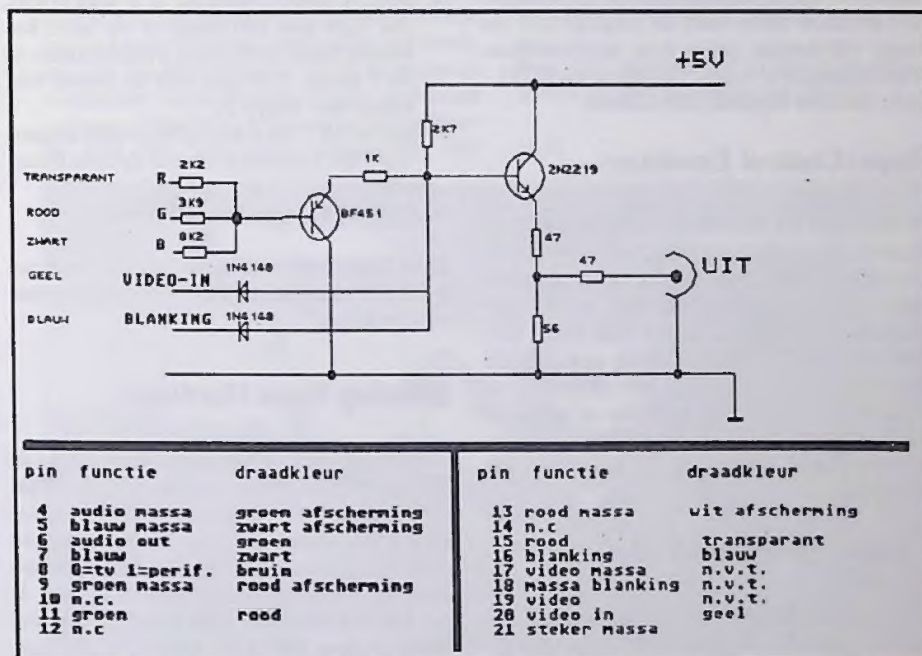 +5V
2K7
2K2
1K
2N2219
TRANSPARANT R
3K9
BF451
47
ROOD G
8K2
47
UIT
ZWART B
GEEL VIDEO-IN 1N4148
56
BLAUW BLANKING 1N4148
pin functie draadkleur
4 audio massa groen afscherming
5 blauw massa zwart afscherming
6 audio out groen
7 blauw zwart
8 0=tv 1=perif. bruin
9 groen massa rood afscherming
10 n.c.
11 groen rood
12 n.c
pin functie draadkleur
13 rood massa wit afscherming
14 n.c
15 rood transparant
16 blanking blauw
17 video massa n.v.t.
18 massa blanking n.v.t.
19 video n.v.t.
20 video in geel
21 steker massa